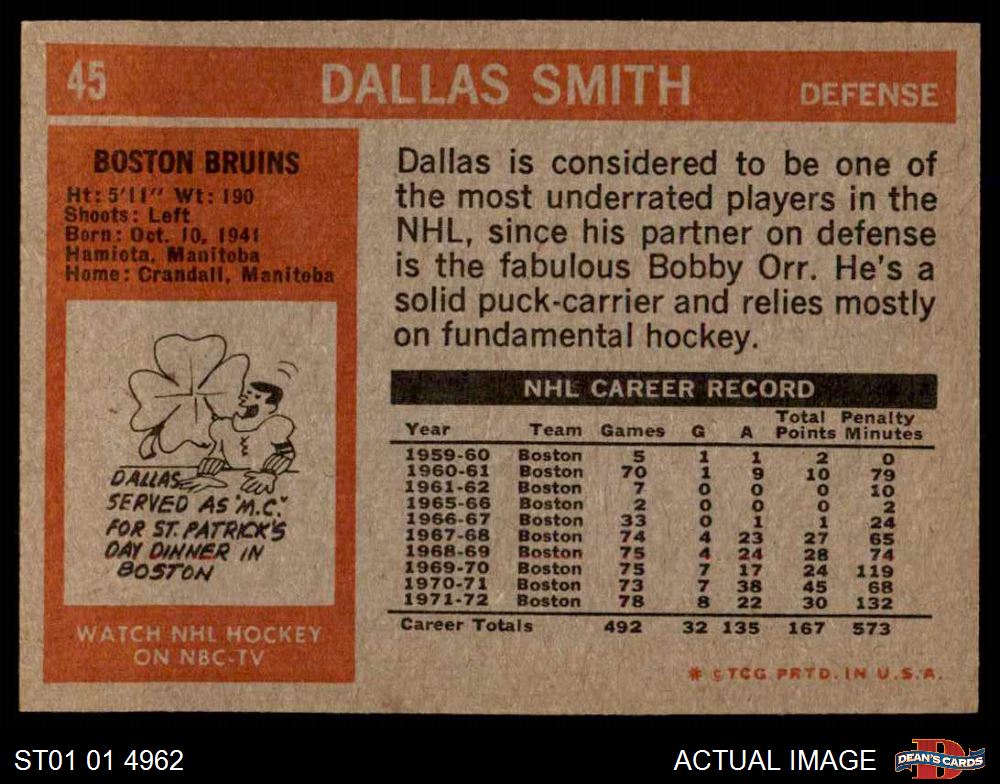 45 DALLAS SMITH DEFENSE
BOSTON BRUINS
Ht: 5'11" Wt: 190
Shoots: Left
Born: Oct. 10, 1941
Hamiota, Manitoba
Home: Crandall, Manitoba
DALLAS
SERVED AS "M.C."
FOR ST. PATRICK'S
DAY DINNER IN
BOSTON
WATCH NHL HOCKEY
ON NBC-TV
Dallas is considered to be one of
the most underrated players in the
NHL, since his partner on defense
is the fabulous Bobby Orr. He's a
solid puck-carrier and relies mostly
on fundamental hockey.
NHL CAREER RECORD
Year Team Games G A Total Points Penalty Minutes
1959-60 Boston 5 1 1 2 0
1960-61 Boston 70 1 9 10 79
1961-62 Boston 7 0 0 0 10
1965-66 Boston 2 0 0 0 2
1966-67 Boston 33 0 1 1 24
1967-68 Boston 74 4 23 27 65
1968-69 Boston 75 4 24 28 74
1969-70 Boston 75 7 17 24 119
1970-71 Boston 73 7 38 45 68
1971-72 Boston 78 8 22 30 132
Career Totals 492 32 135 167 573
* © TCG PRTD. IN U.S.A.
ST01 01 4962
ACTUAL IMAGE
DEAN'S CARDS